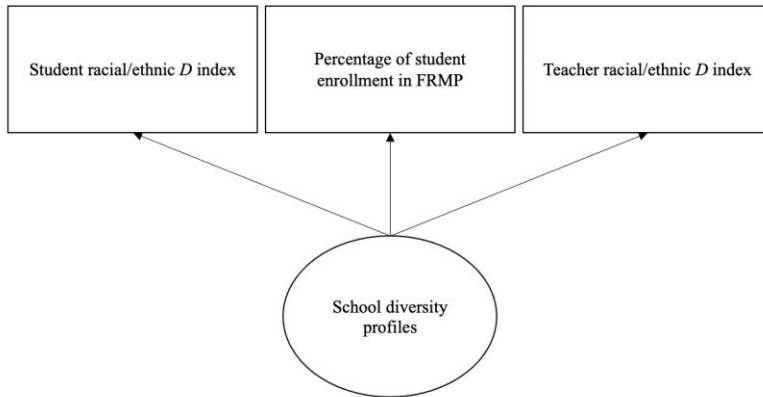 Student racial/ethnic D index
Percentage of student
enrollment in FRMP
Teacher racial/ethnic D index
School diversity
profiles